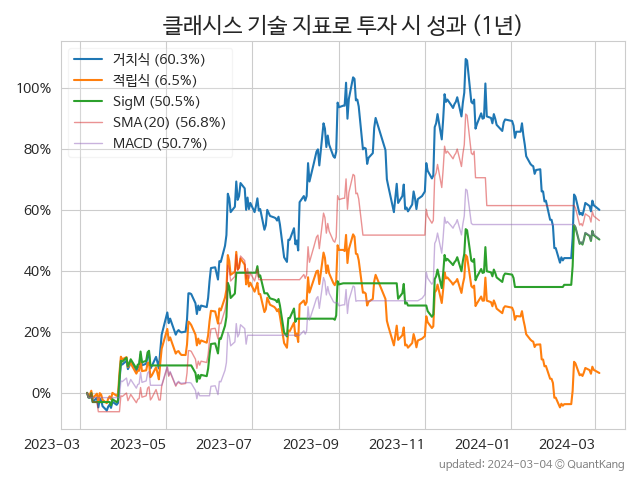 클래시스 기술 지표로 투자 시 성과 (1년)
거치식 (60.3%)
적립식 (6.5%)
SigM (50.5%)
SMA(20) (56.8%)
MACD (50.7%)
100%
80%
60%
40%
20%
0%
2023-03 2023-05 2023-07 2023-09 2023-11 2024-01 2024-03
updated: 2024-03-04 © QuantKang